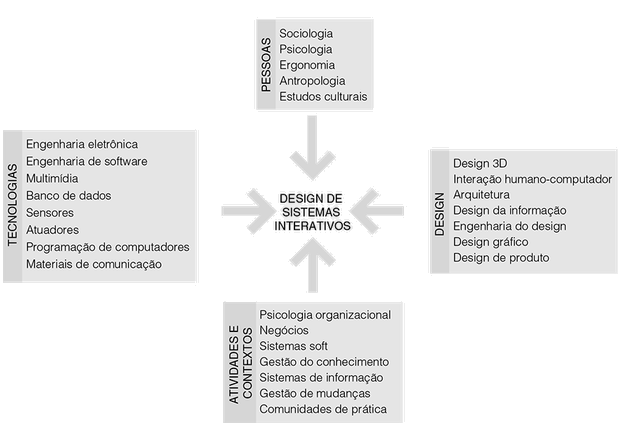 PESSOAS
Sociologia
Psicologia
Ergonomia
Antropologia
Estudos culturais
TECNOLOGIAS
Engenharia eletrônica
Engenharia de software
Multimídia
Banco de dados
Sensores
Atuadores
Programação de computadores
Materiais de comunicação
DESIGN DE
SISTEMAS
INTERATIVOS
DESIGN
Design 3D
Interação humano-computador
Arquitetura
Design da informação
Engenharia do design
Design gráfico
Design de produto
ATIVIDADES E
CONTEXTOS
Psicologia organizacional
Negócios
Sistemas soft
Gestão do conhecimento
Sistemas de informação
Gestão de mudanças
Comunidades de prática